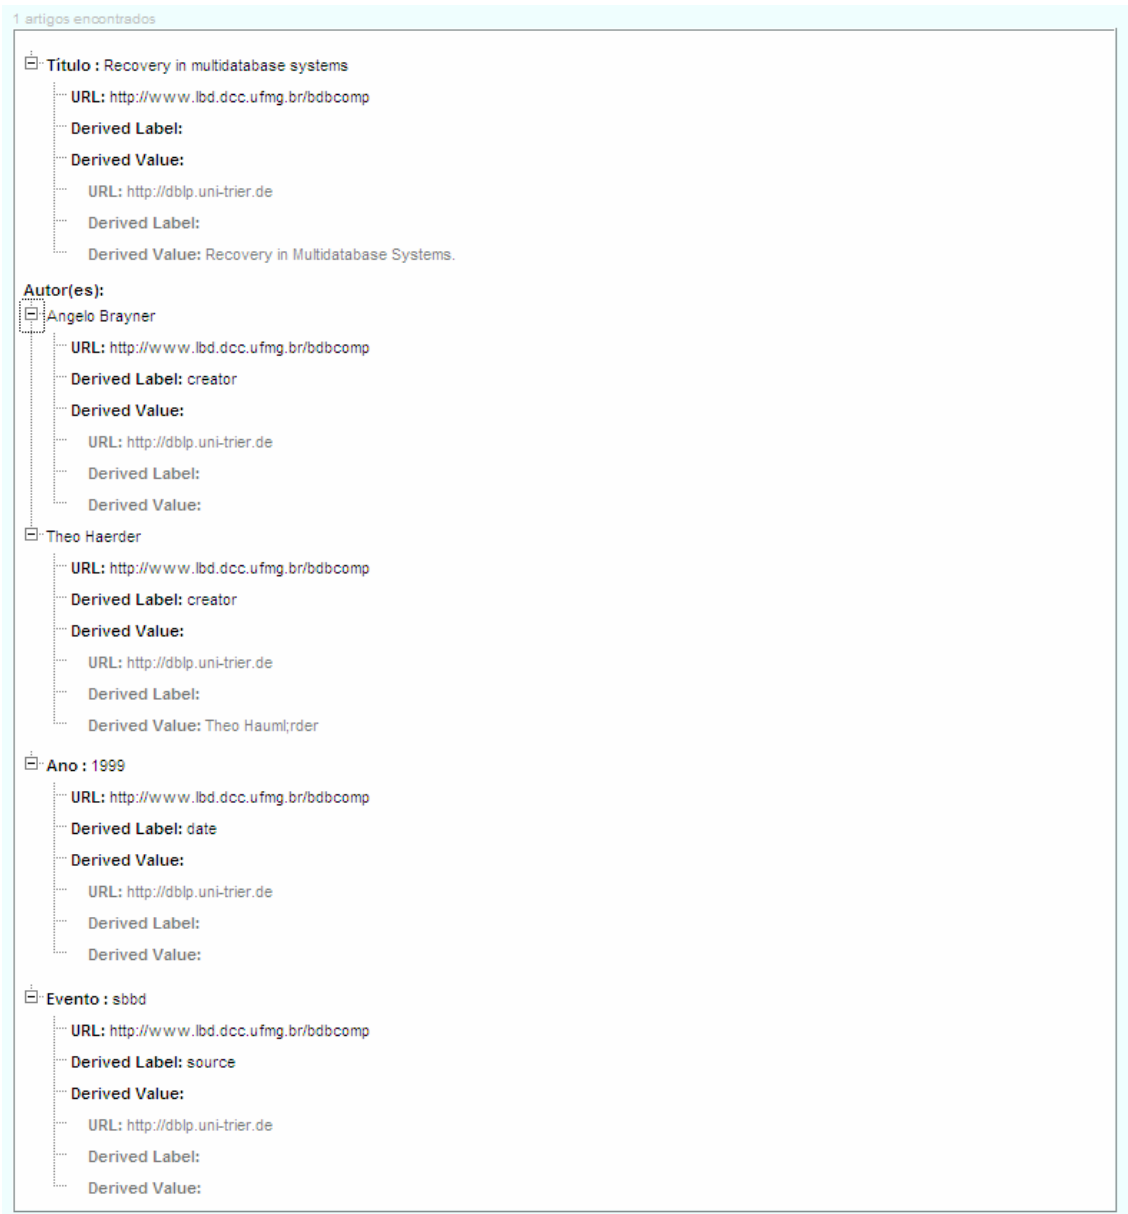 1 artigos encontrados
Título : Recovery in multidatabase systems
URL: http://www.lbd.dcc.ufmg.br/bdbcomp
Derived Label:
Derived Value:
URL: http://dblp.uni-trier.de
Derived Label:
Derived Value: Recovery in Multidatabase Systems.
Autor(es):
Angelo Brayner
URL: http://www.lbd.dcc.ufmg.br/bdbcomp
Derived Label: creator
Derived Value:
URL: http://dblp.uni-trier.de
Derived Label:
Derived Value:
Theo Haerder
URL: http://www.lbd.dcc.ufmg.br/bdbcomp
Derived Label: creator
Derived Value:
URL: http://dblp.uni-trier.de
Derived Label:
Derived Value: Theo Hauml;rder
Ano : 1999
URL: http://www.lbd.dcc.ufmg.br/bdbcomp
Derived Label: date
Derived Value:
URL: http://dblp.uni-trier.de
Derived Label:
Derived Value:
Evento : sbbd
URL: http://www.lbd.dcc.ufmg.br/bdbcomp
Derived Label: source
Derived Value:
URL: http://dblp.uni-trier.de
Derived Label:
Derived Value: